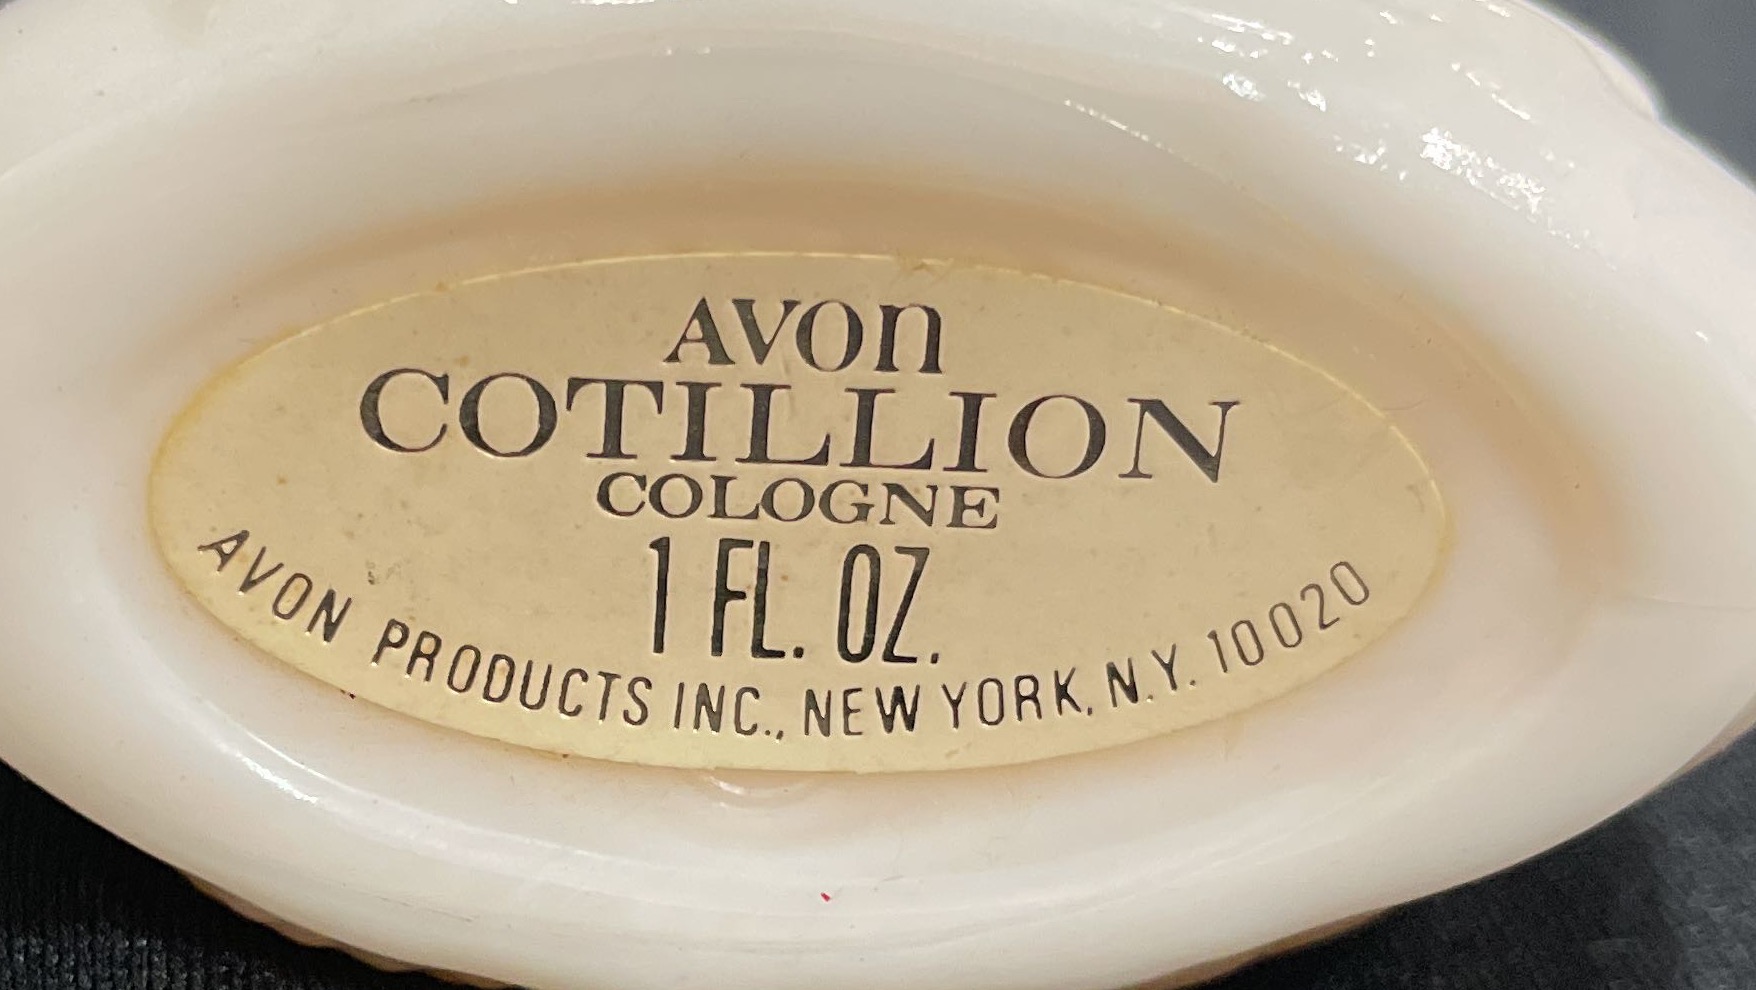 AVON
COTILLION
COLOGNE
1 FL. OZ.
AVON PRODUCTS INC., NEW YORK, N.Y. 10020